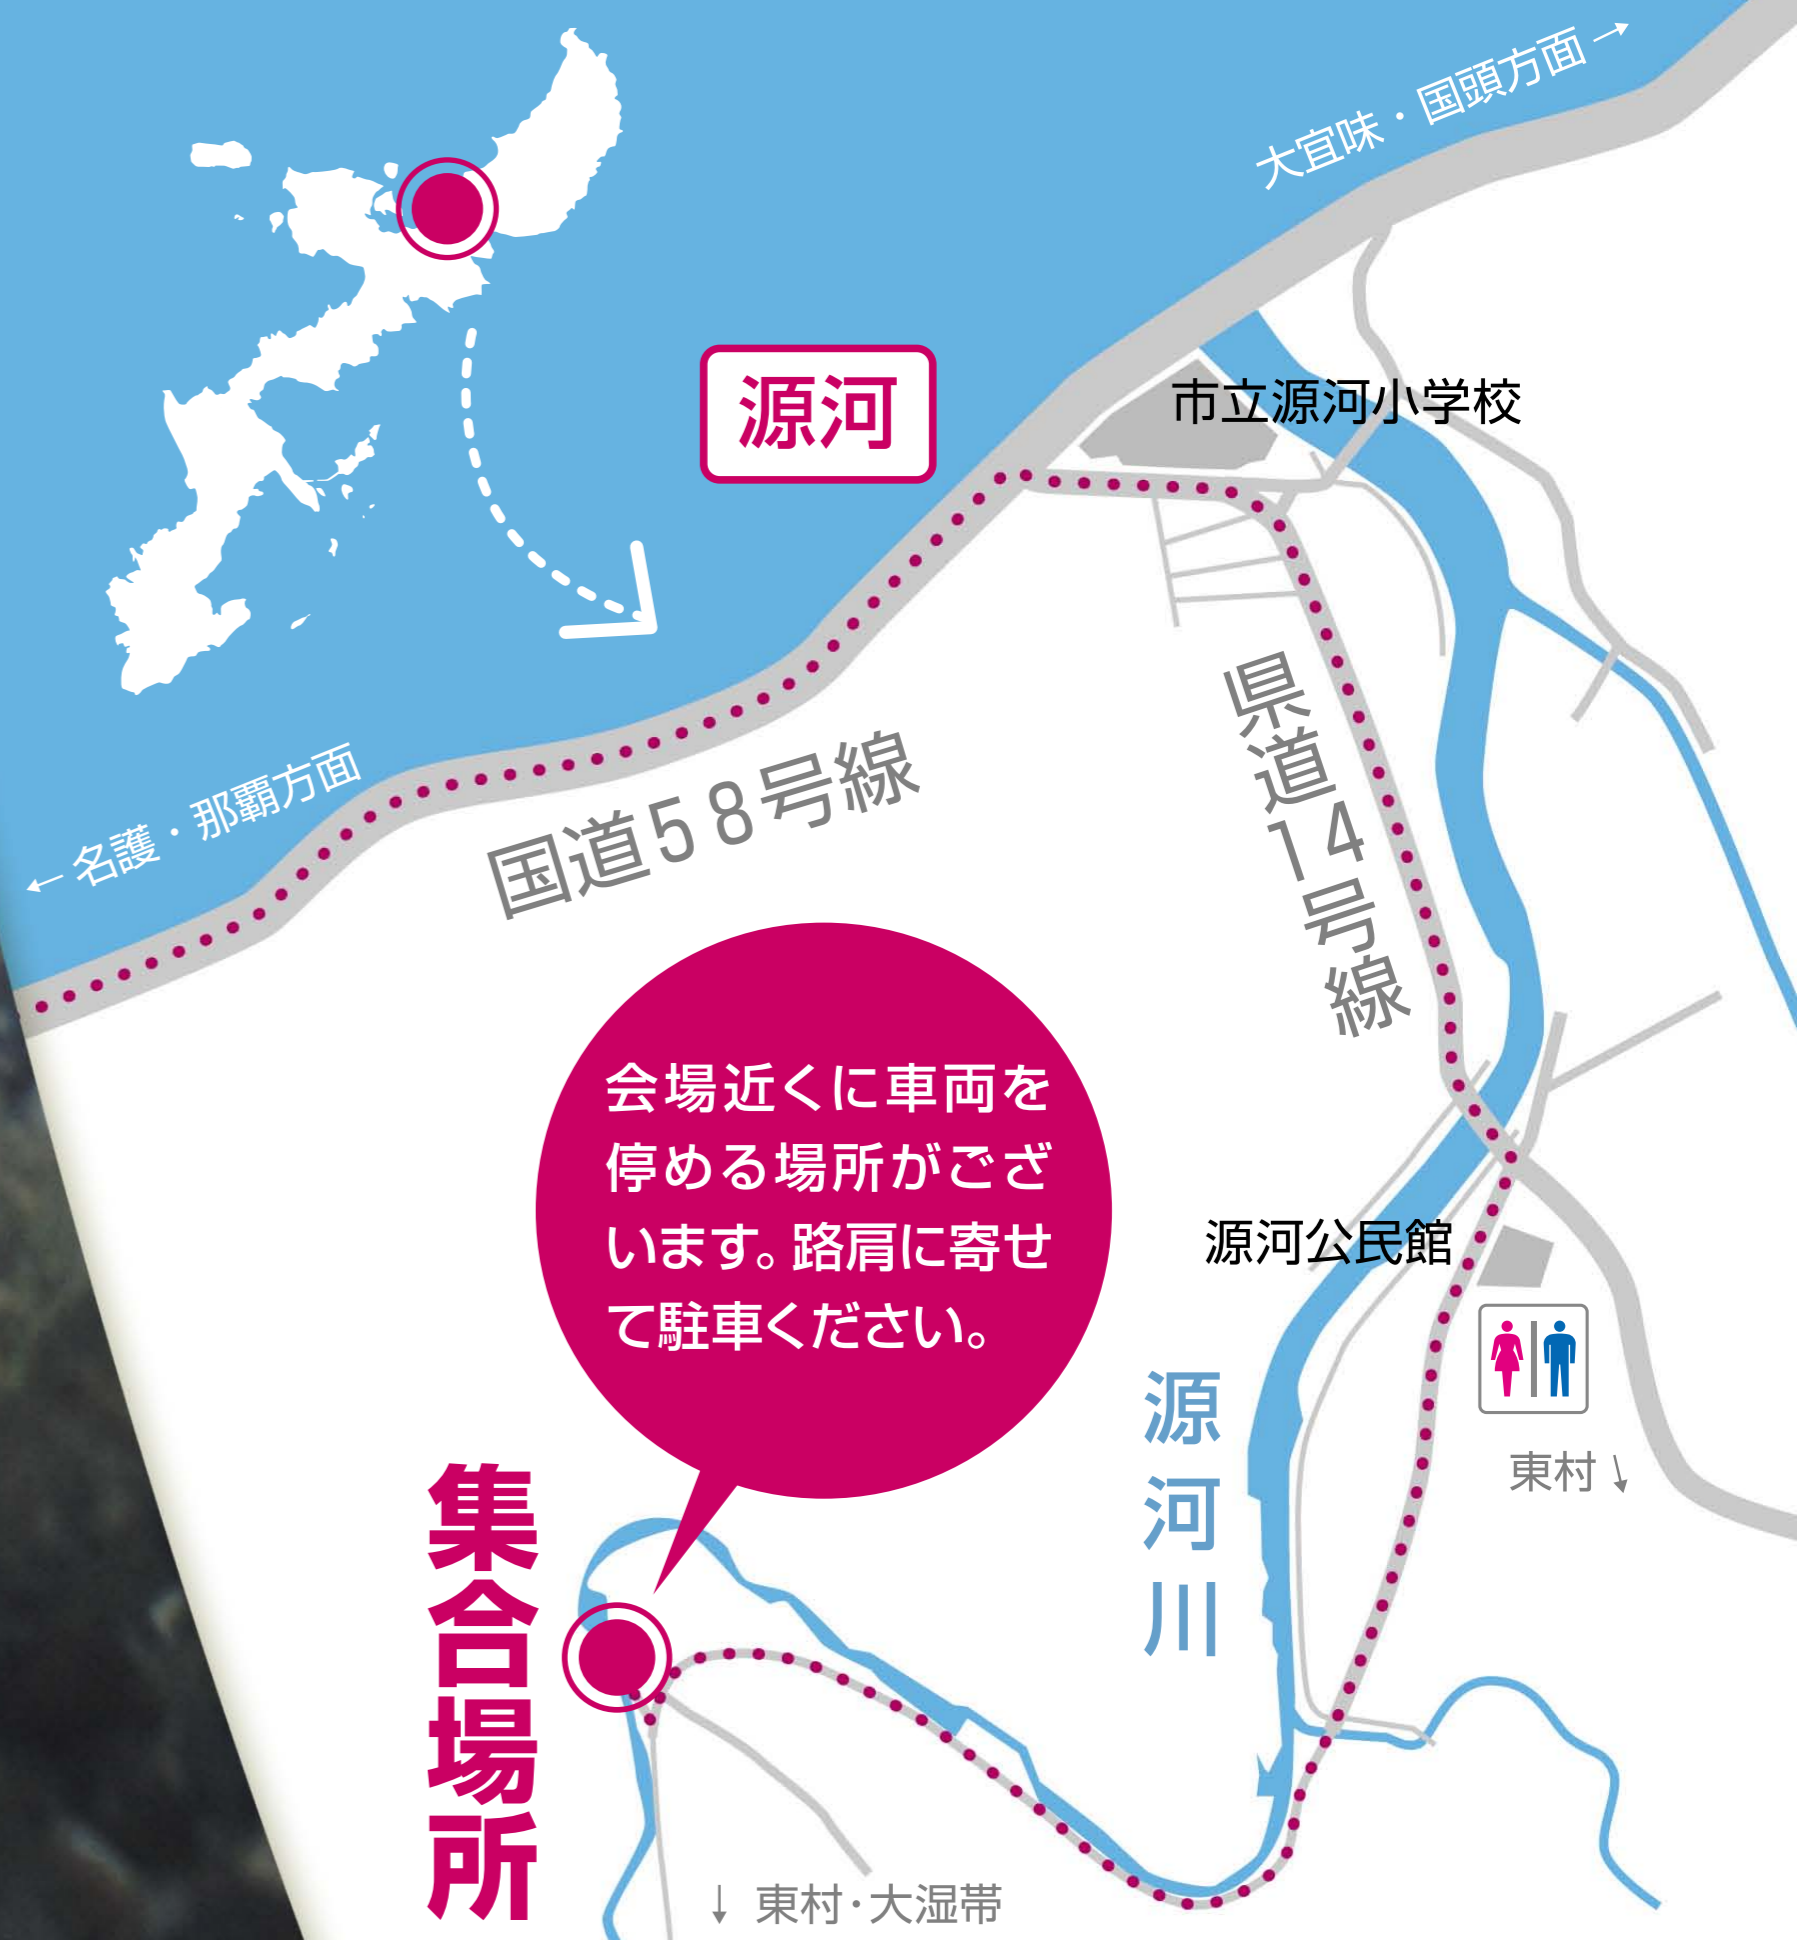 大宜味・国頭方面→
源河
市立源河小学校
県道14号線
←名護・那覇方面
国道58号線
会場近くに車両を
停める場所がござ
います。路肩に寄せ
て駐車ください。
源河公民館
源河川
東村↓
集合場所
↓ 東村・大湿帯